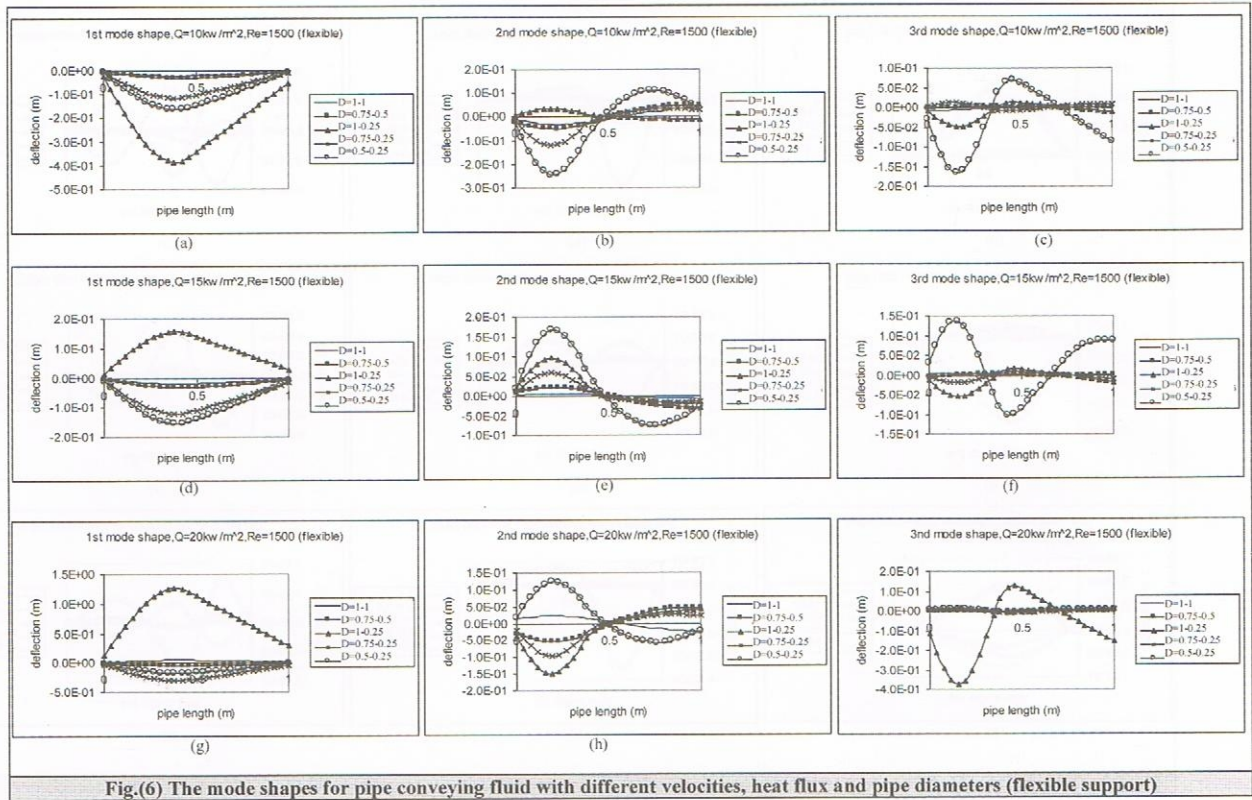 1st mode shape,Q=10kw/m^2,Re=1500 (flexible)
0.0E+00
-1.0E-01
-2.0E-01
-3.0E-01
-4.0E-01
-5.0E-01
deflection (m)
0
0.5
1
pipe length (m)
D=1-1
D=0.75-0.5
D=1-0.25
D=0.75-0.25
D=0.5-0.25
(a)
2nd mode shape,Q=10kw/m^2,Re=1500 (flexible)
2.0E-01
1.0E-01
0.0E+00
-1.0E-01
-2.0E-01
-3.0E-01
deflection (m)
0
0.5
1
pipe length (m)
D=1-1
D=0.75-0.5
D=1-0.25
D=0.75-0.25
D=0.5-0.25
(b)
3rd mode shape,Q=10kw/m^2,Re=1500 (flexible)
1.0E-01
5.0E-02
0.0E+00
-5.0E-02
-1.0E-01
-1.5E-01
-2.0E-01
deflection (m)
0
0.5
1
pipe length (m)
D=1-1
D=0.75-0.5
D=1-0.25
D=0.75-0.25
D=0.5-0.25
(c)
1st mode shape,Q=15kw/m^2,Re=1500 (flexible)
2.0E-01
1.0E-01
0.0E+00
-1.0E-01
-2.0E-01
deflection (m)
0
0.5
1
pipe length (m)
D=1-1
D=0.75-0.5
D=1-0.25
D=0.75-0.25
D=0.5-0.25
(d)
2nd mode shape,Q=15kw/m^2,Re=1500 (flexible)
2.0E-01
1.5E-01
1.0E-01
5.0E-02
0.0E+00
-5.0E-02
-1.0E-01
deflection (m)
0
0.5
1
pipe length (m)
D=1-1
D=0.75-0.5
D=1-0.25
D=0.75-0.25
D=0.5-0.25
(e)
3rd mode shape,Q=15kw/m^2,Re=1500 (flexible)
1.5E-01
1.0E-01
5.0E-02
0.0E+00
-5.0E-02
-1.0E-01
-1.5E-01
deflection (m)
0
0.5
1
pipe length (m)
D=1-1
D=0.75-0.5
D=1-0.25
D=0.75-0.25
D=0.5-0.25
(f)
1st mode shape,Q=20kw/m^2,Re=1500 (flexible)
1.5E+00
1.0E+00
5.0E-01
0.0E+00
-5.0E-01
deflection (m)
0
1
pipe length (m)
D=1-1
D=0.75-0.5
D=1-0.25
D=0.75-0.25
D=0.5-0.25
(g)
2nd mode shape,Q=20kw/m^2,Re=1500 (flexible)
1.5E-01
1.0E-01
5.0E-02
0.0E+00
-5.0E-02
-1.0E-01
-1.5E-01
-2.0E-01
deflection (m)
0
0.5
1
pipe length (m)
D=1-1
D=0.75-0.5
D=1-0.25
D=0.75-0.25
D=0.5-0.25
(h)
3nd mode shape,Q=20kw/m^2,Re=1500 (flexible)
2.0E-01
1.0E-01
0.0E+00
-1.0E-01
-2.0E-01
-3.0E-01
-4.0E-01
deflection (m)
0
0.5
1
pipe length (m)
D=1-1
D=0.75-0.5
D=1-0.25
D=0.75-0.25
D=0.5-0.25
Fig.(6) The mode shapes for pipe conveying fluid with different velocities, heat flux and pipe diameters (flexible support)